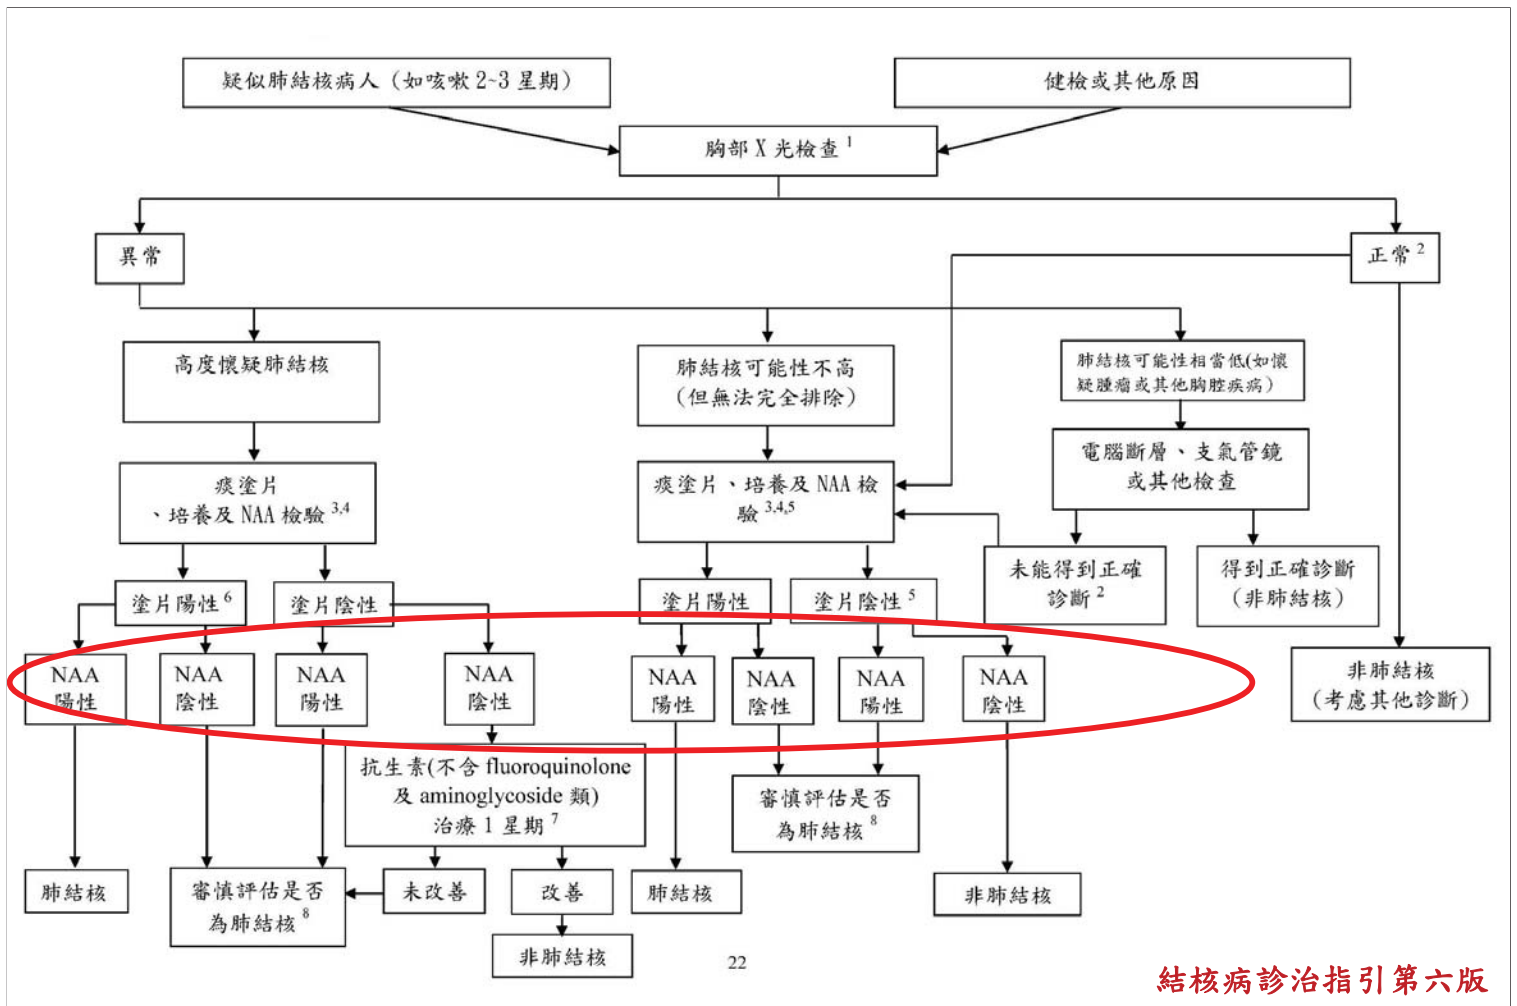 疑似肺結核病人（如咳嗽 2~3 星期）
健檢或其他原因
胸部 X 光檢查 1
異常
正常 2
高度懷疑肺結核
肺結核可能性不高
（但無法完全排除）
肺結核可能性相當低(如懷
疑腫瘤或其他胸腔疾病）
電腦斷層、支氣管鏡
或其他檢查
痰塗片
、培養及 NAA 檢驗 3,4
痰塗片、培養及 NAA 檢
驗 3,4,5
未能得到正確
診斷 2
得到正確診斷
（非肺結核）
塗片陽性 6
塗片陰性
塗片陽性
塗片陰性 5
NAA
陽性
NAA
陰性
NAA
陽性
NAA
陰性
NAA
陽性
NAA
陰性
NAA
陽性
NAA
陰性
非肺結核
（考慮其他診斷）
抗生素(不含 fluoroquinolone
及 aminoglycoside 類)
治療 1 星期 7
審慎評估是否
為肺結核 8
肺結核
審慎評估是否
為肺結核 8
未改善
改善
肺結核
非肺結核
非肺結核
22
結核病診治指引第六版